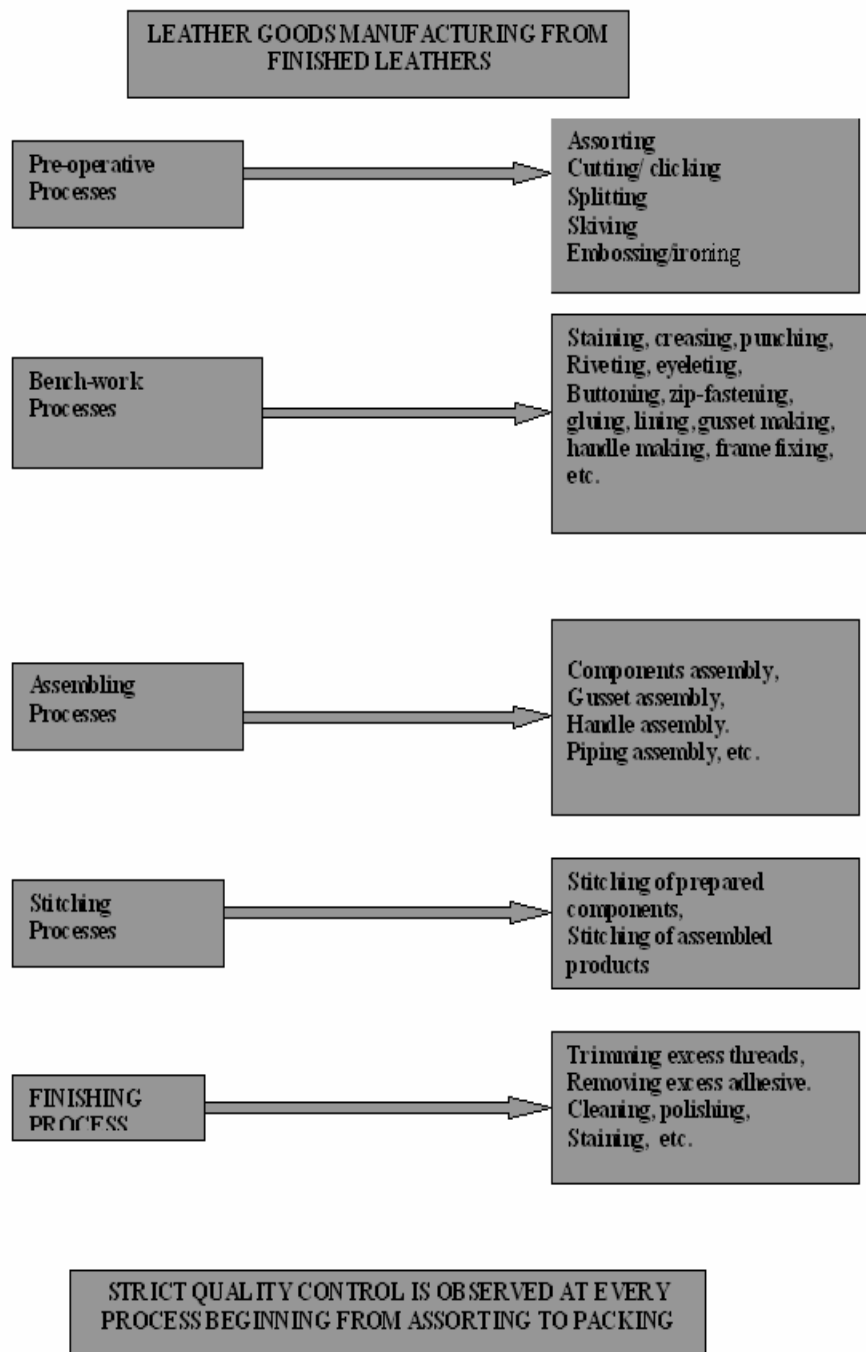 LEATHER GOODS MANUFACTURING FROM
FINISHED LEATHERS
Pre-operative
Processes
Assorting
Cutting/ clicking
Splitting
Skiving
Embossing/ironing
Bench-work
Processes
Staining, creasing, punching,
Riveting, eyeleting,
Buttoning, zip-fastening,
gluing, lining, gusset making,
handle making, frame fixing,
etc.
Assembling
Processes
Components assembly,
Gusset assembly,
Handle assembly.
Piping assembly, etc.
Stitching
Processes
Stitching of prepared
components,
Stitching of assembled
products
FINISHING
PROCESS
Trimming excess threads,
Removing excess adhesive.
Cleaning, polishing,
Staining, etc.
STRICT QUALITY CONTROL IS OBSERVED AT EVERY
PROCESS BEGINNING FROM ASSORTING TO PACKING